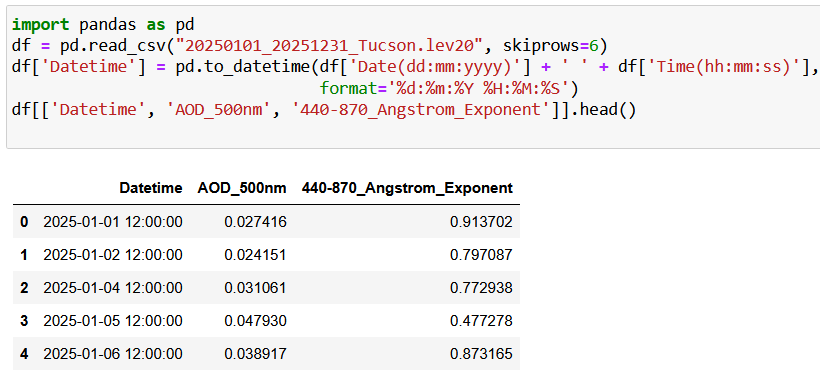 import pandas as pd
df = pd.read_csv("20250101_20251231_Tucson.lev20", skiprows=6)
df['Datetime'] = pd.to_datetime(df['Date(dd:mm:yyyy)'] + ' ' + df['Time(hh:mm:ss)'],
                                format='%d:%m:%Y %H:%M:%S')
df[['Datetime', 'AOD_500nm', '440-870_Angstrom_Exponent']].head()
Datetime AOD_500nm 440-870_Angstrom_Exponent
0 2025-01-01 12:00:00 0.027416 0.913702
1 2025-01-02 12:00:00 0.024151 0.797087
2 2025-01-04 12:00:00 0.031061 0.772938
3 2025-01-05 12:00:00 0.047930 0.477278
4 2025-01-06 12:00:00 0.038917 0.873165